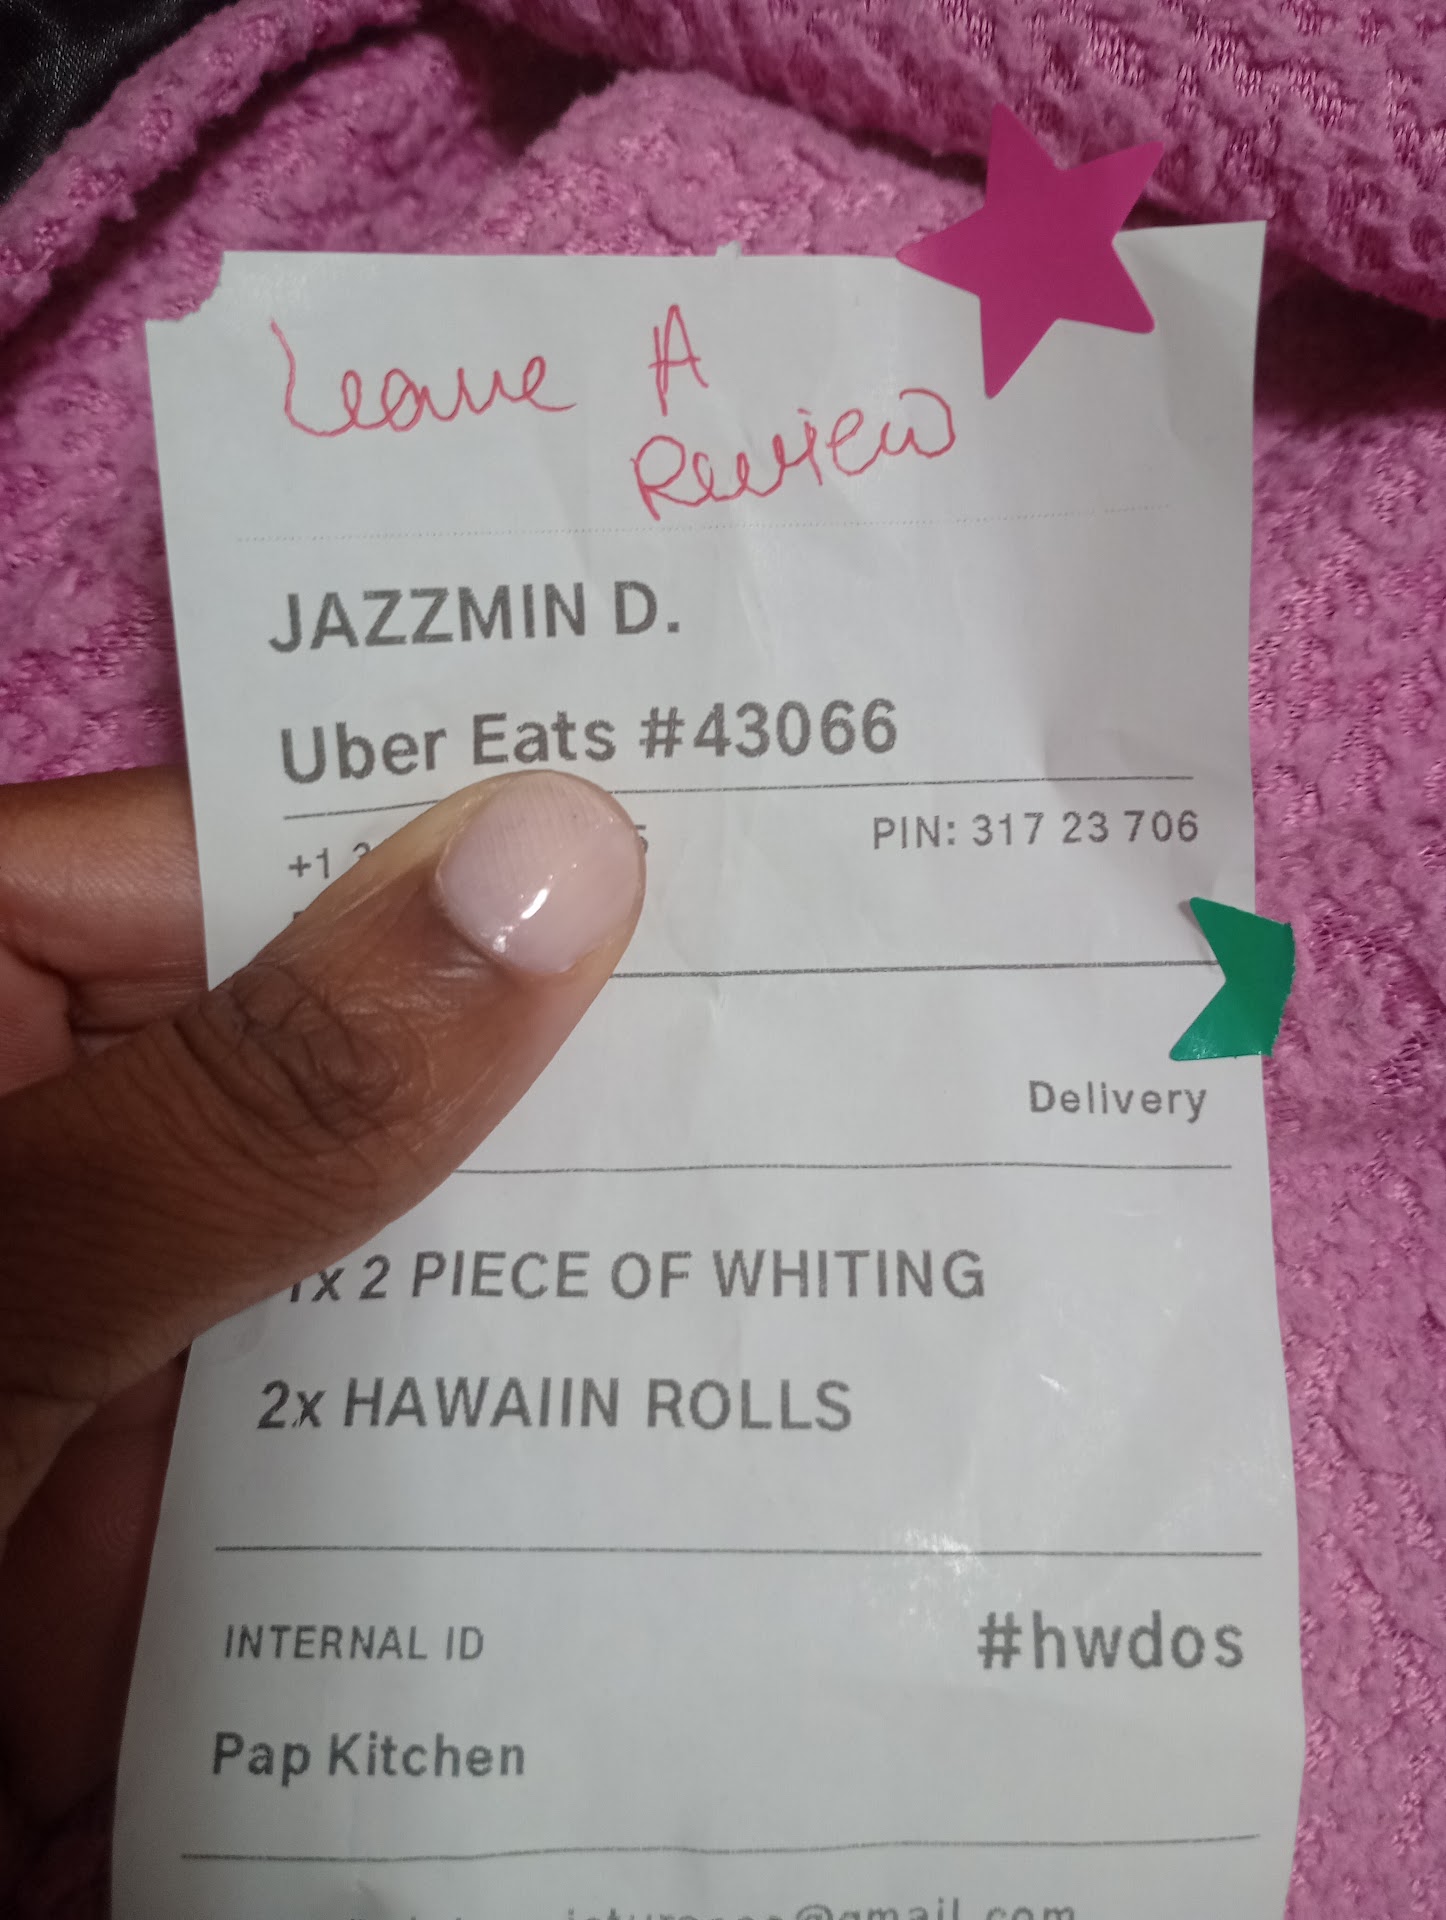 Leave A
Review
JAZZMIN D.
Uber Eats #43066
+1
PIN: 317 23 706
Delivery
1x 2 PIECE OF WHITING
2x HAWAIIN ROLLS
INTERNAL ID
#hwdos
Pap Kitchen